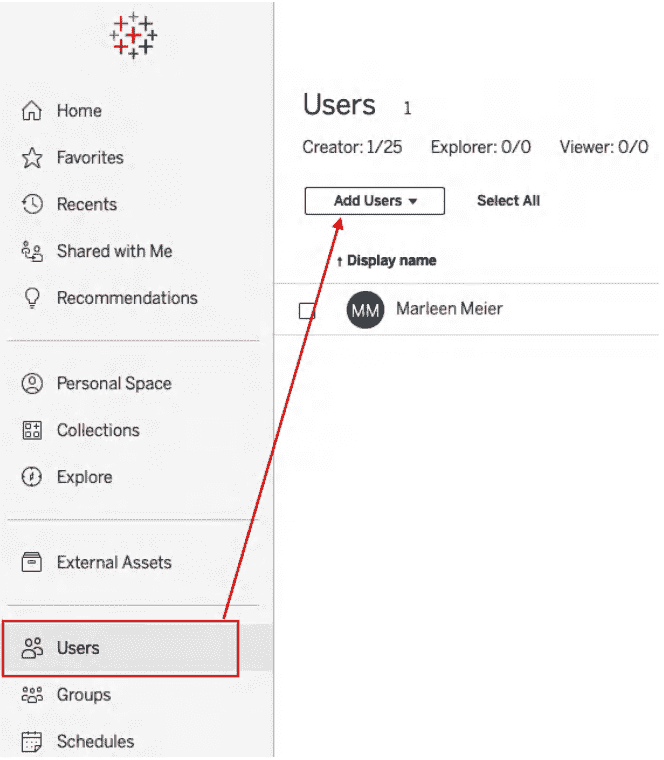 Home
Favorites
Recents
Shared with Me
Recommendations
Personal Space
Collections
Explore
External Assets
Users
Groups
Schedules
Users 1
Creator: 1/25 Explorer: 0/0 Viewer: 0/0
Add Users ▾ Select All
↑ Display name
MM Marleen Meier